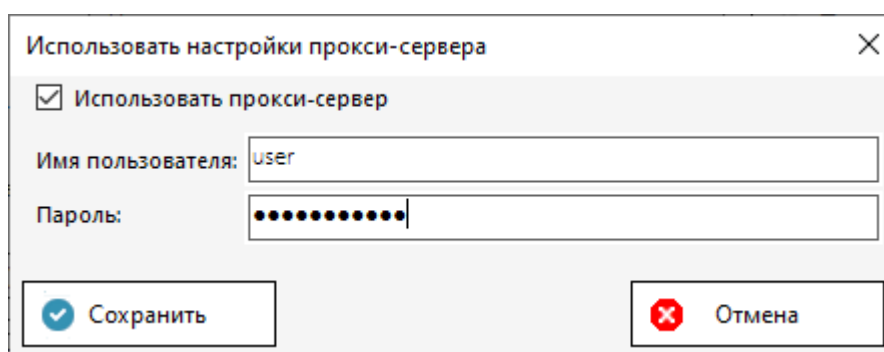 Использовать настройки прокси-сервера
Использовать прокси-сервер
Имя пользователя: user
Пароль: •••••••••••
Сохранить Отмена